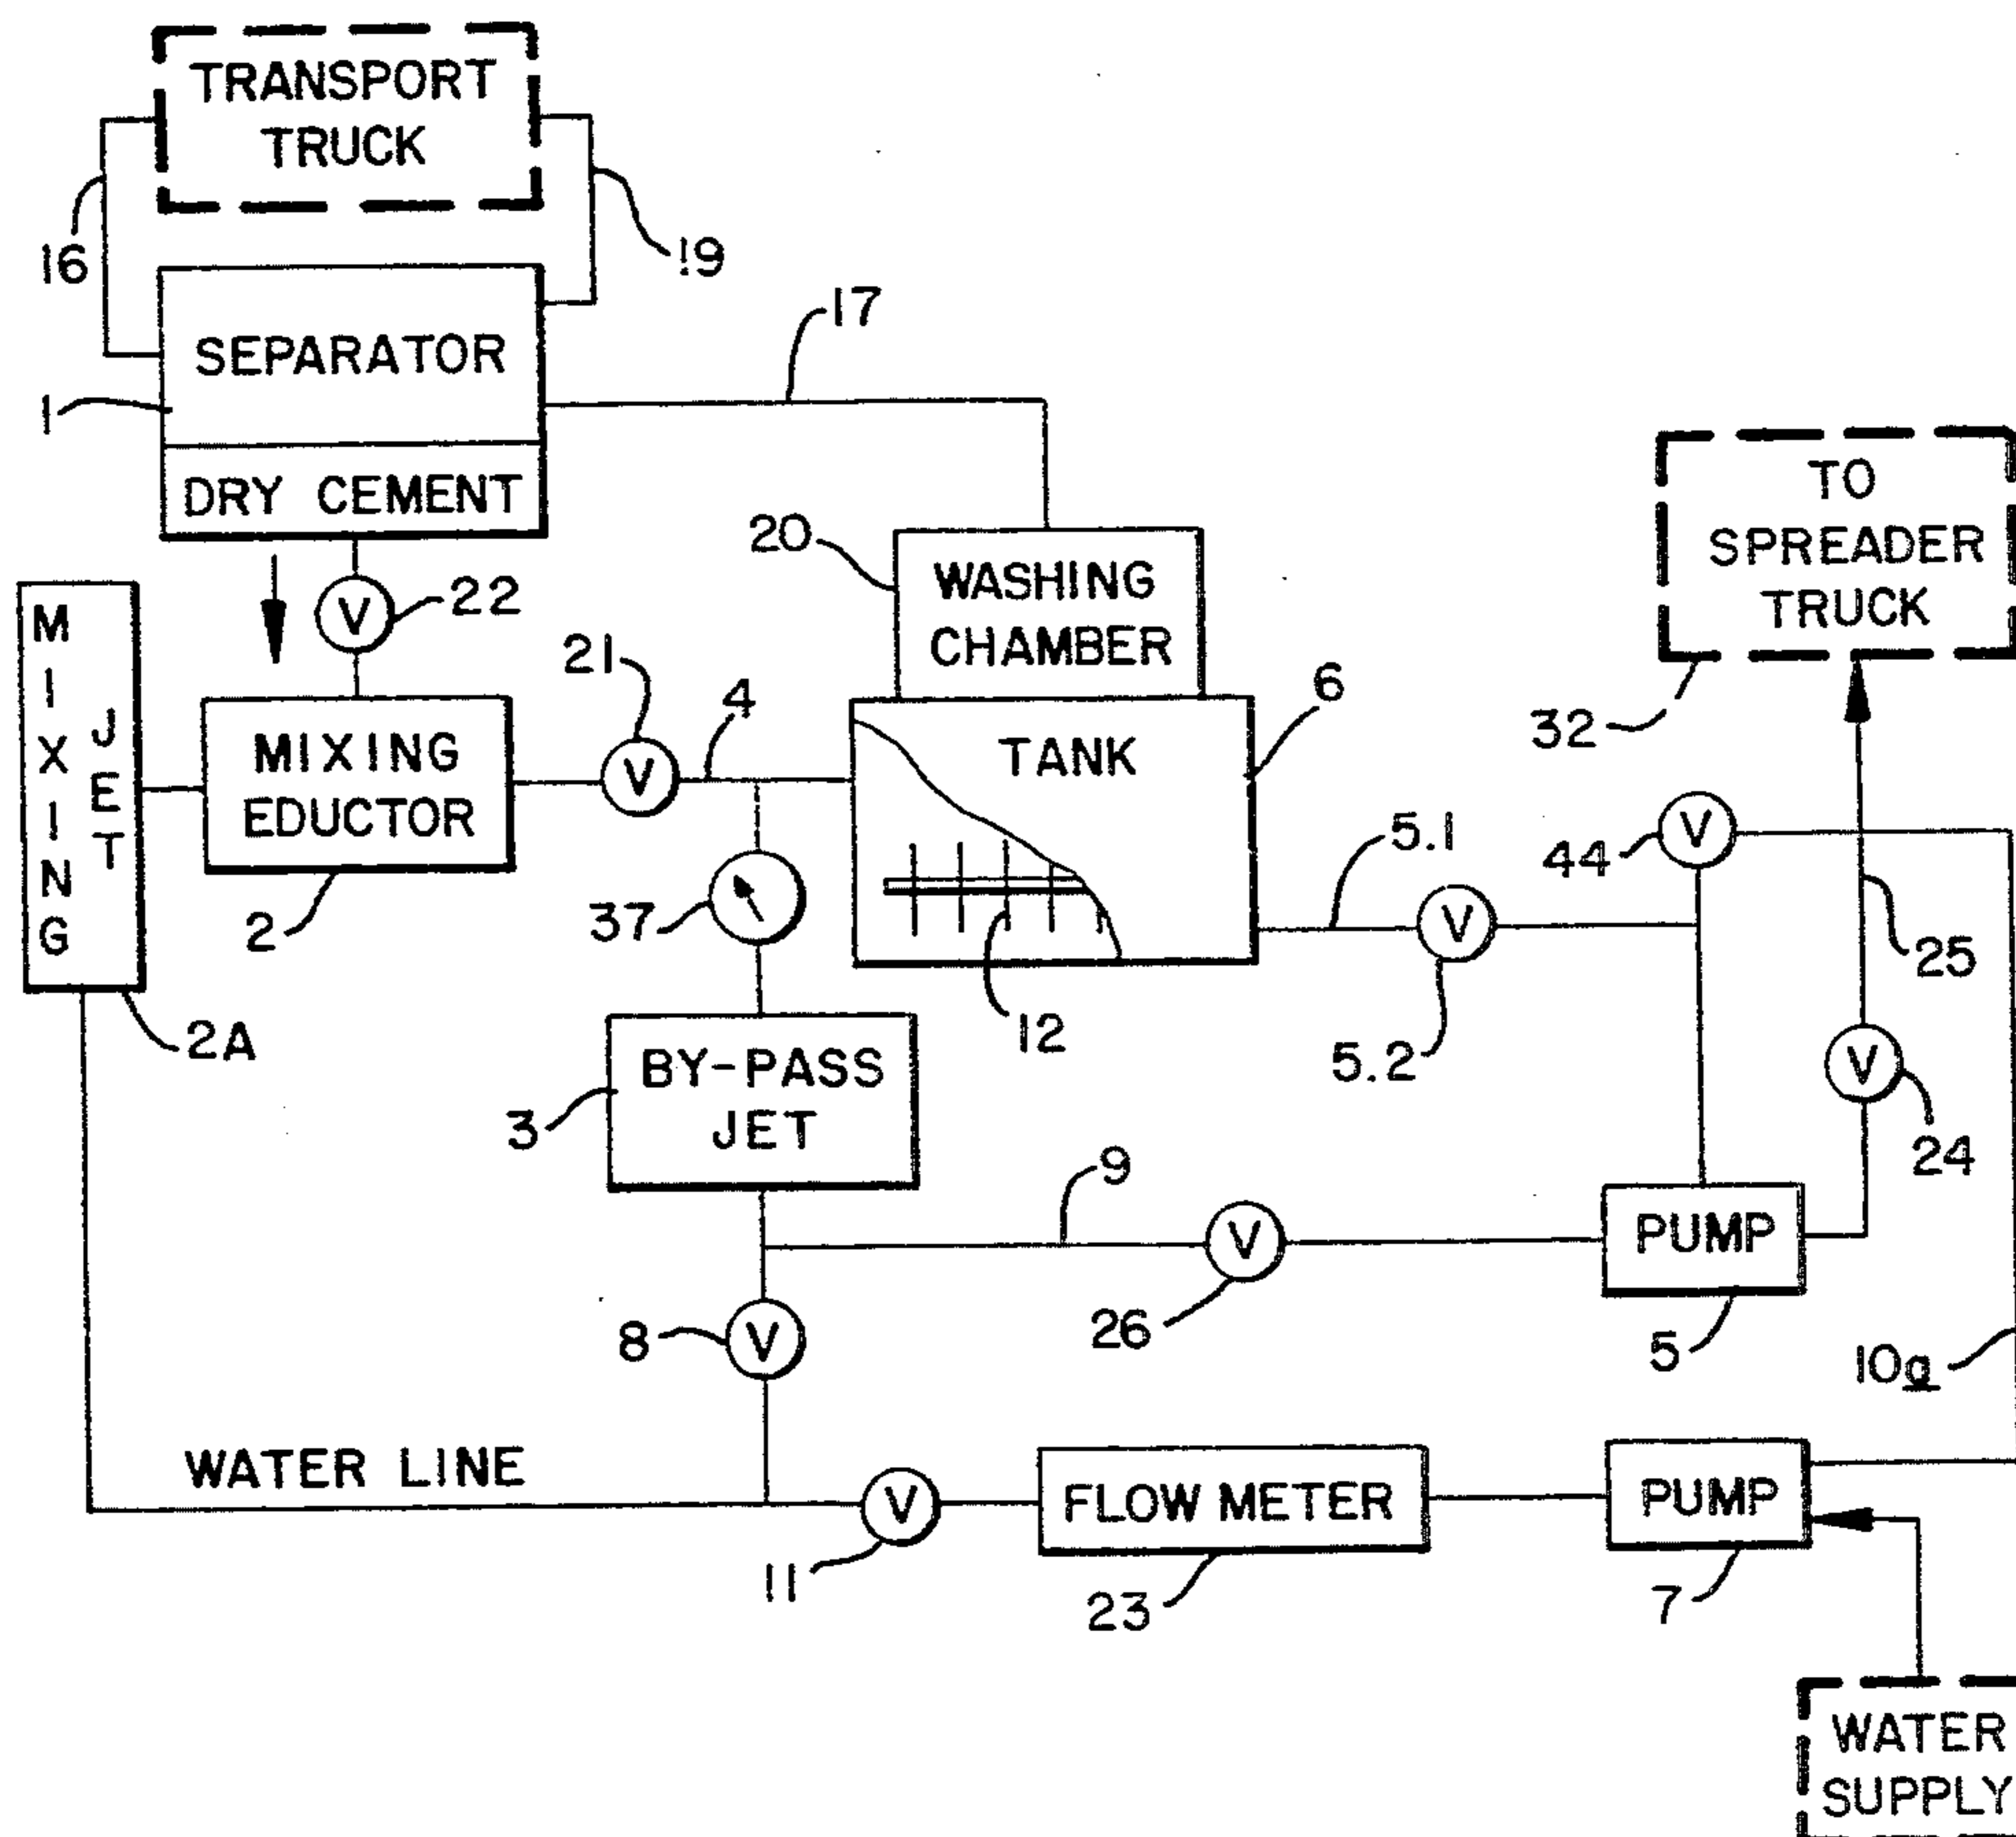 TRANSPORT
TRUCK
16
19
SEPARATOR
1
17
DRY CEMENT
22
V
MIXING
JET
2A
MIXING
EDUCTOR
2
21
V
4
20
WASHING
CHAMBER
TANK
6
12
37
BY-PASS
JET
3
5.1
V
5.2
TO
SPREADER
TRUCK
32
V
44
25
V
24
9
V
26
PUMP
5
10a
8
V
WATER LINE
V
11
FLOW METER
23
PUMP
7
WATER
SUPPLY